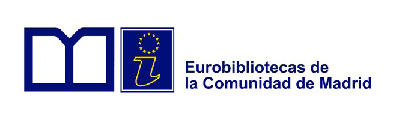 i
Eurobibliotecas de
la Comunidad de Madrid